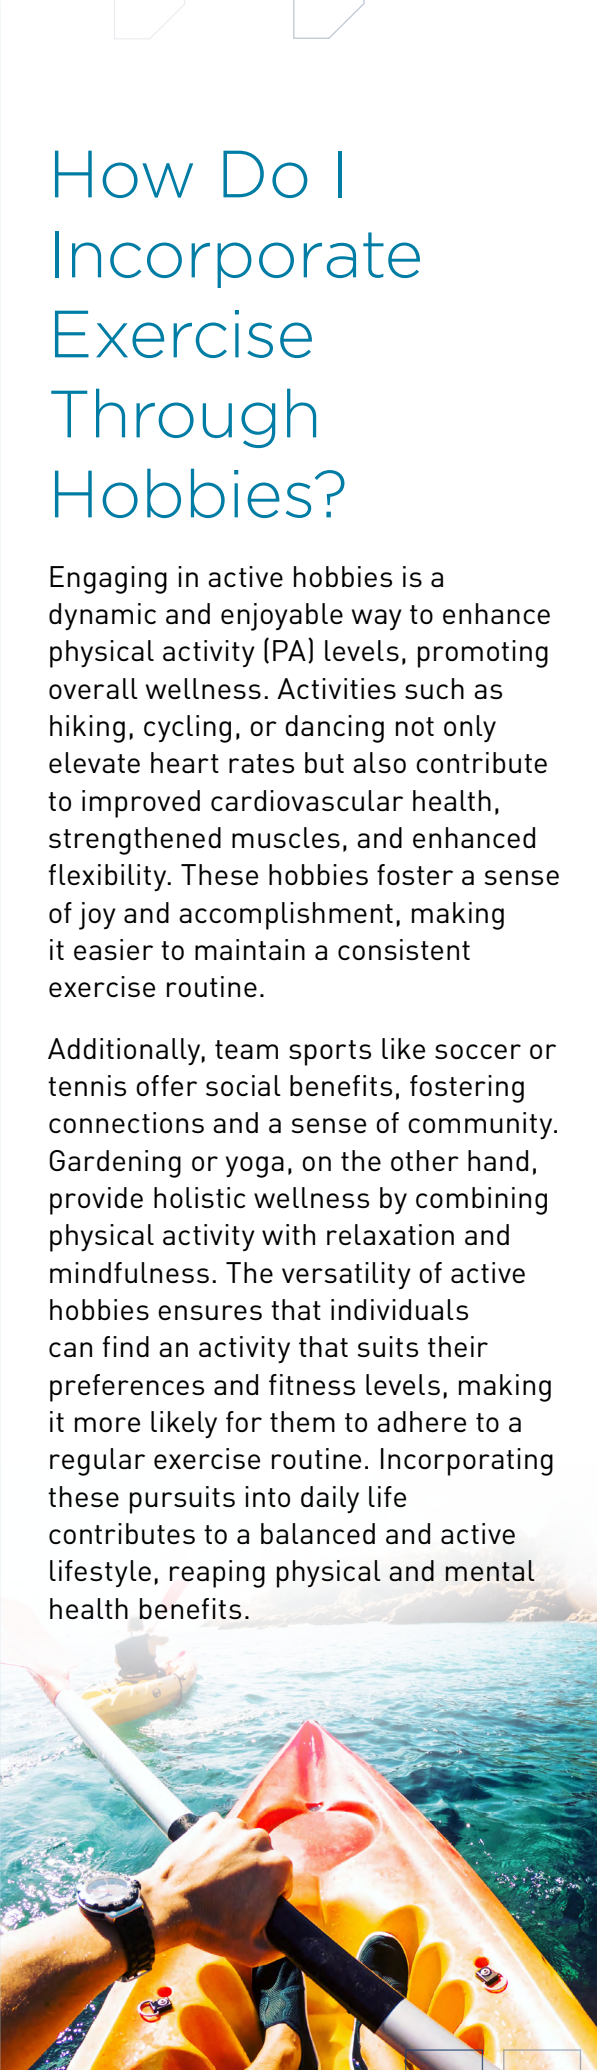 How Do I
Incorporate
Exercise
Through
Hobbies?
Engaging in active hobbies is a
dynamic and enjoyable way to enhance
physical activity (PA) levels, promoting
overall wellness. Activities such as
hiking, cycling, or dancing not only
elevate heart rates but also contribute
to improved cardiovascular health,
strengthened muscles, and enhanced
flexibility. These hobbies foster a sense
of joy and accomplishment, making
it easier to maintain a consistent
exercise routine.
Additionally, team sports like soccer or
tennis offer social benefits, fostering
connections and a sense of community.
Gardening or yoga, on the other hand,
provide holistic wellness by combining
physical activity with relaxation and
mindfulness. The versatility of active
hobbies ensures that individuals
can find an activity that suits their
preferences and fitness levels, making
it more likely for them to adhere to a
regular exercise routine. Incorporating
these pursuits into daily life
contributes to a balanced and active
lifestyle, reaping physical and mental
health benefits.